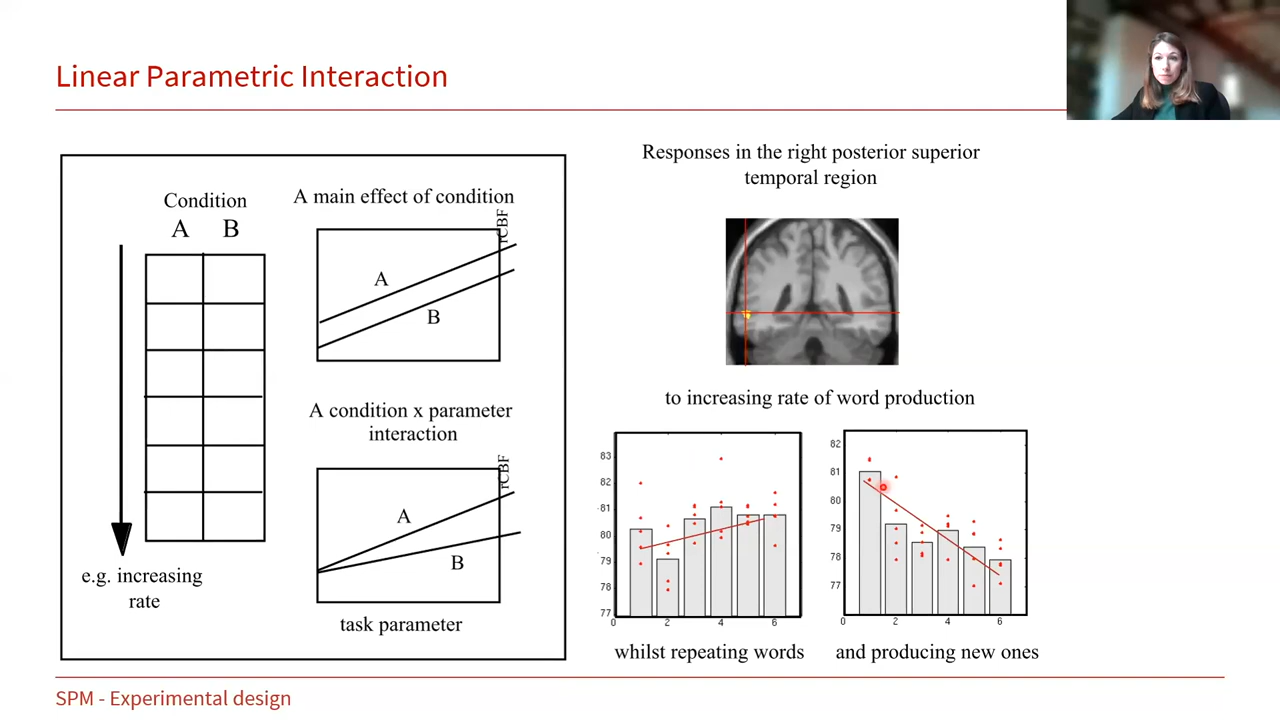 Linear Parametric Interaction
Condition
A B
e.g. increasing
rate
A main effect of condition
rCBF
A
B
A condition x parameter
interaction
rCBF
A
B
task parameter
Responses in the right posterior superior
temporal region
to increasing rate of word production
83
82
81
80
79
78
77
0 2 4 6
whilst repeating words
82
81
80
79
78
77
0 2 4 6
and producing new ones
SPM - Experimental design